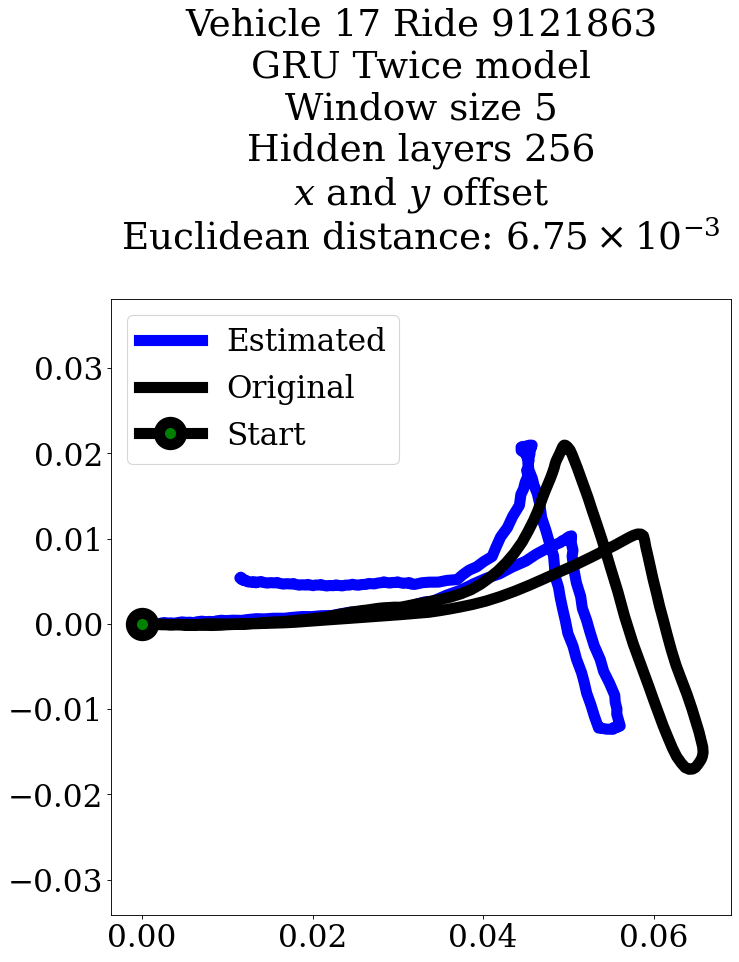 Vehicle 17 Ride 9121863
GRU Twice model
Window size 5
Hidden layers 256
x and y offset
Euclidean distance: 6.75 × 10⁻³
Estimated
Original
Start
0.03
0.02
0.01
0.00
−0.01
−0.02
−0.03
0.00 0.02 0.04 0.06